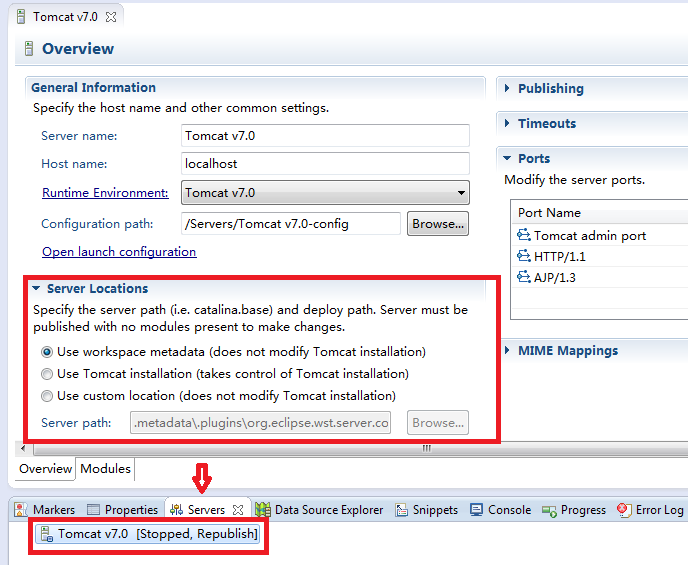 Tomcat v7.0
Overview
General Information
Specify the host name and other common settings.
Server name: Tomcat v7.0
Host name: localhost
Runtime Environment: Tomcat v7.0
Configuration path: /Servers/Tomcat v7.0-config Browse...
Open launch configuration
Server Locations
Specify the server path (i.e. catalina.base) and deploy path. Server must be
published with no modules present to make changes.
Use workspace metadata (does not modify Tomcat installation)
Use Tomcat installation (takes control of Tomcat installation)
Use custom location (does not modify Tomcat installation)
Server path: .metadata\.plugins\org.eclipse.wst.server.co Browse...
Publishing
Timeouts
Ports
Modify the server ports.
Port Name
Tomcat admin port
HTTP/1.1
AJP/1.3
MIME Mappings
Overview Modules
Markers Properties Servers Data Source Explorer Snippets Console Progress Error Log
Tomcat v7.0 [Stopped, Republish]